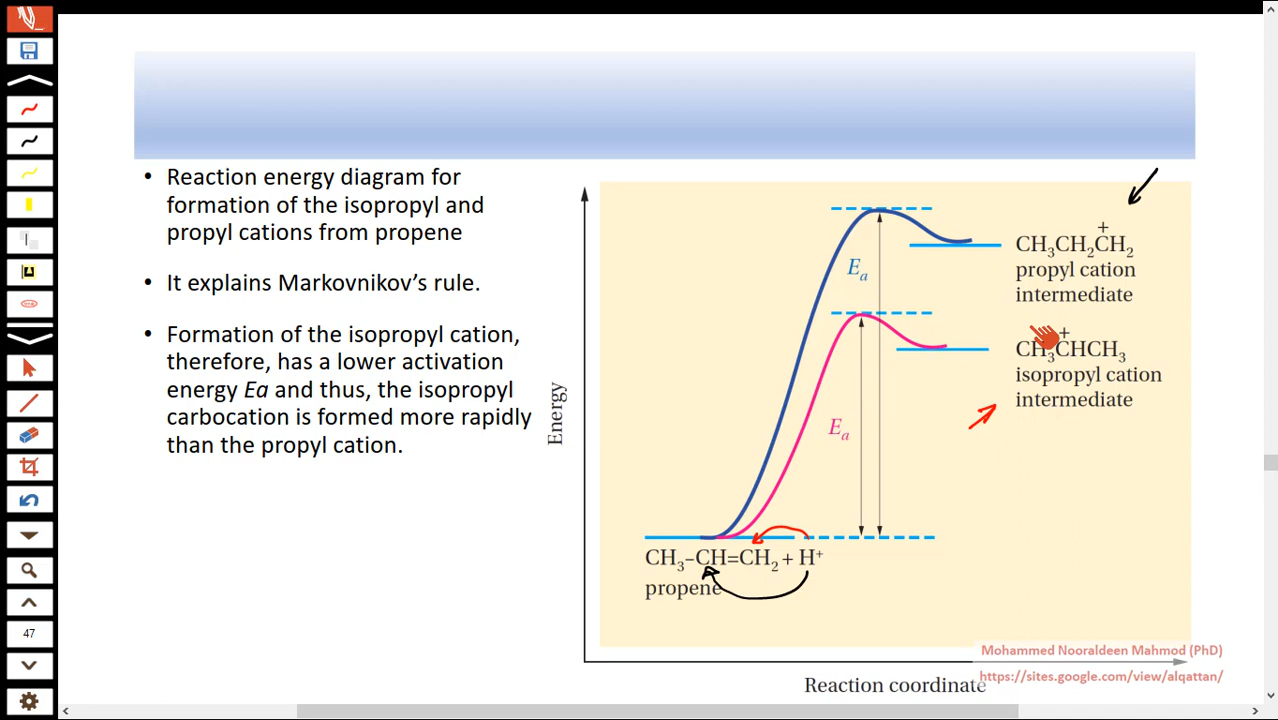 • Reaction energy diagram for
formation of the isopropyl and
propyl cations from propene
• It explains Markovnikov’s rule.
• Formation of the isopropyl cation,
therefore, has a lower activation
energy Ea and thus, the isopropyl
carbocation is formed more rapidly
than the propyl cation.
Energy
Eₐ
Eₐ
+
CH₃CH₂CH₂
propyl cation
intermediate
+
CH₃CHCH₃
isopropyl cation
intermediate
CH₃–CH=CH₂ + H⁺
propene
Reaction coordinate
Mohammed Nooraldeen Mahmod (PhD)
https://sites.google.com/view/alqattan/
47